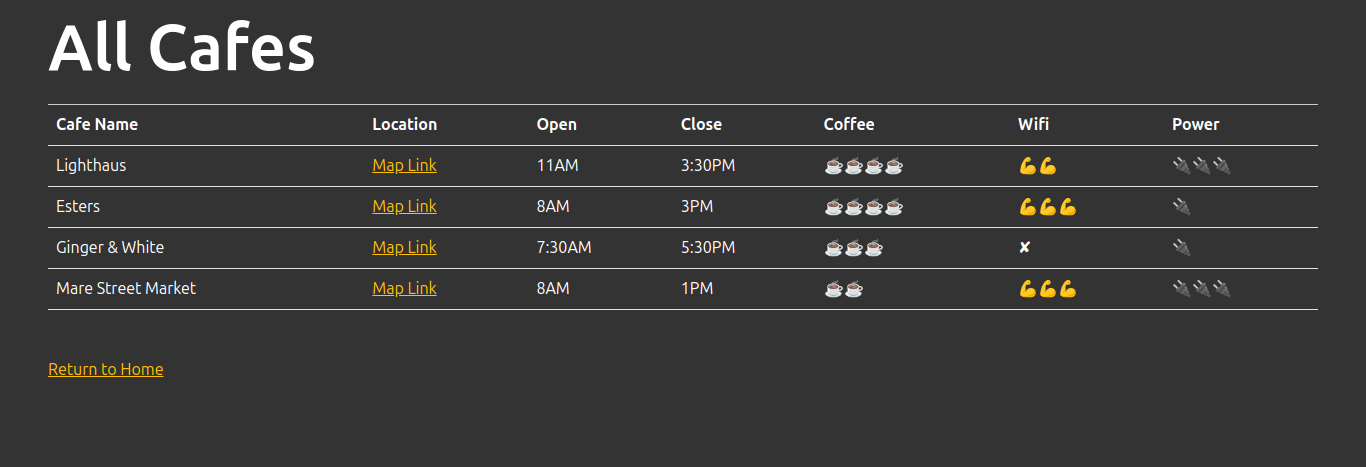 All Cafes
Cafe Name Location Open Close Coffee Wifi Power
Lighthaus Map Link 11AM 3:30PM ☕☕☕☕ 💪💪 🔌🔌🔌
Esters Map Link 8AM 3PM ☕☕☕☕ 💪💪💪 🔌
Ginger & White Map Link 7:30AM 5:30PM ☕☕☕ ✘ 🔌
Mare Street Market Map Link 8AM 1PM ☕☕ 💪💪💪 🔌🔌🔌
Return to Home